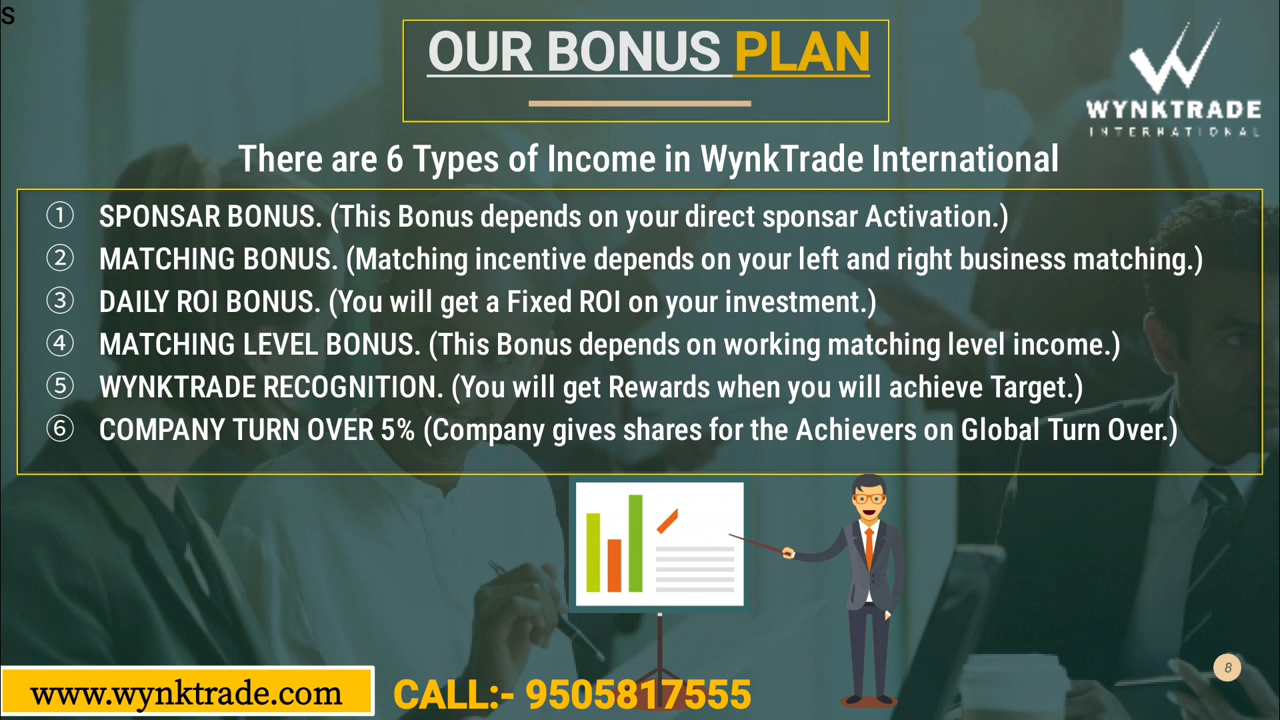 S
OUR BONUS PLAN
WYNKTRADE
INTERNATIONAL
There are 6 Types of Income in WynkTrade International
① SPONSAR BONUS. (This Bonus depends on your direct sponsar Activation.)
② MATCHING BONUS. (Matching incentive depends on your left and right business matching.)
③ DAILY ROI BONUS. (You will get a Fixed ROI on your investment.)
④ MATCHING LEVEL BONUS. (This Bonus depends on working matching level income.)
⑤ WYNKTRADE RECOGNITION. (You will get Rewards when you will achieve Target.)
⑥ COMPANY TURN OVER 5% (Company gives shares for the Achievers on Global Turn Over.)
8
www.wynktrade.com
CALL:- 9505817555